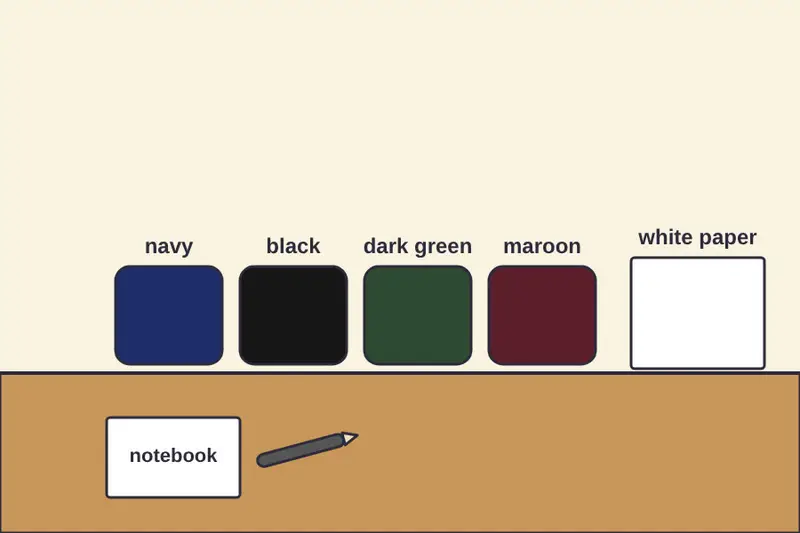 navy
black
dark green
maroon
white paper
notebook